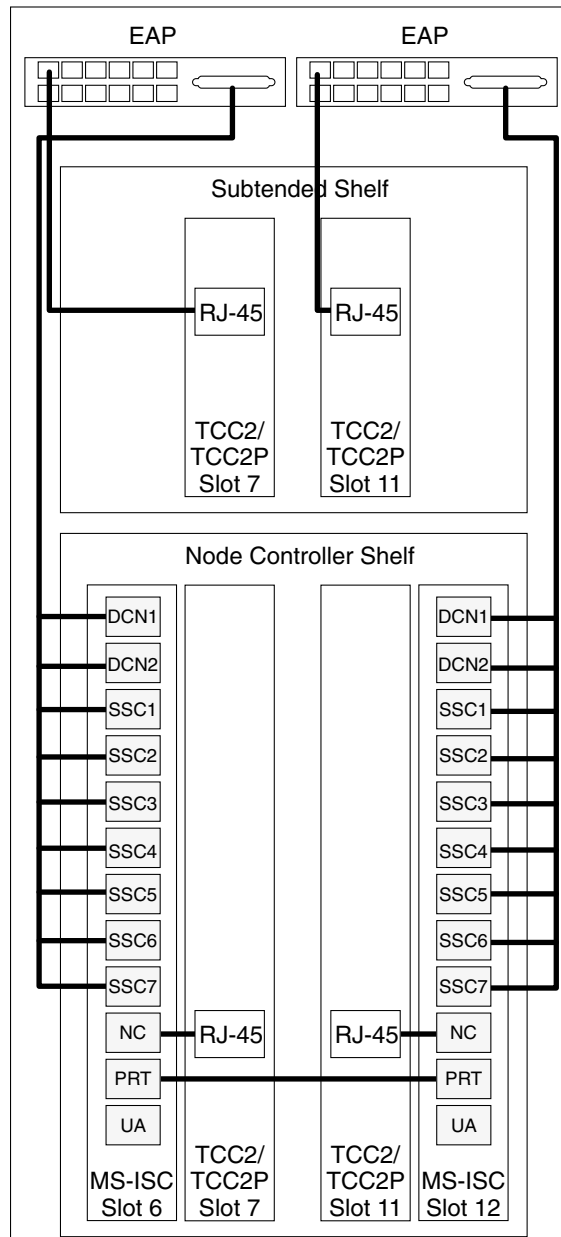 EAP
EAP
Subtended Shelf
RJ-45
RJ-45
TCC2/
TCC2P
Slot 7
TCC2/
TCC2P
Slot 11
Node Controller Shelf
DCN1
DCN2
SSC1
SSC2
SSC3
SSC4
SSC5
SSC6
SSC7
NC
PRT
UA
MS-ISC
Slot 6
RJ-45
TCC2/
TCC2P
Slot 7
RJ-45
TCC2/
TCC2P
Slot 11
DCN1
DCN2
SSC1
SSC2
SSC3
SSC4
SSC5
SSC6
SSC7
NC
PRT
UA
MS-ISC
Slot 12